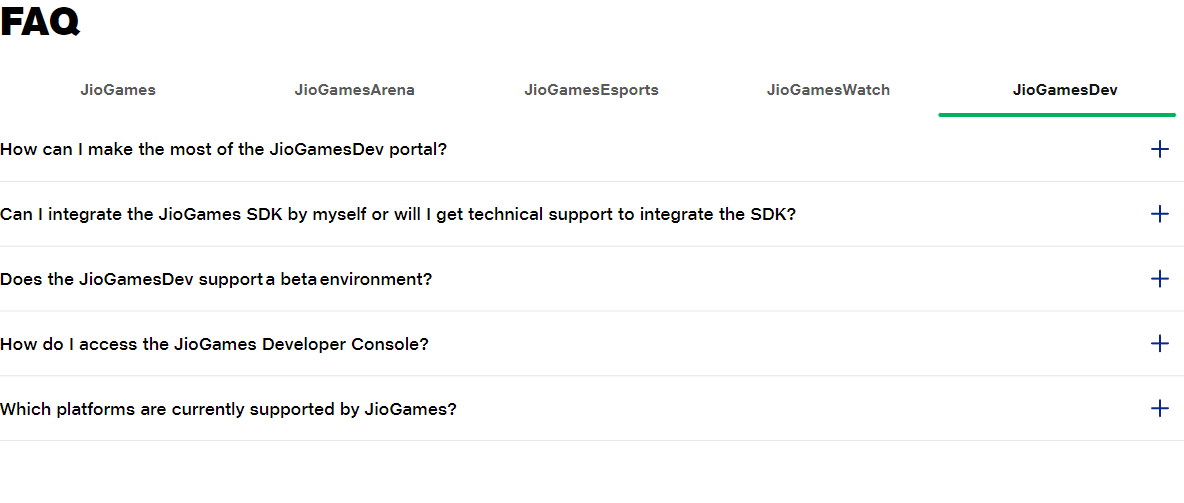 FAQ
JioGames JioGamesArena JioGamesEsports JioGamesWatch JioGamesDev
How can I make the most of the JioGamesDev portal?
Can I integrate the JioGames SDK by myself or will I get technical support to integrate the SDK?
Does the JioGamesDev support a beta environment?
How do I access the JioGames Developer Console?
Which platforms are currently supported by JioGames?